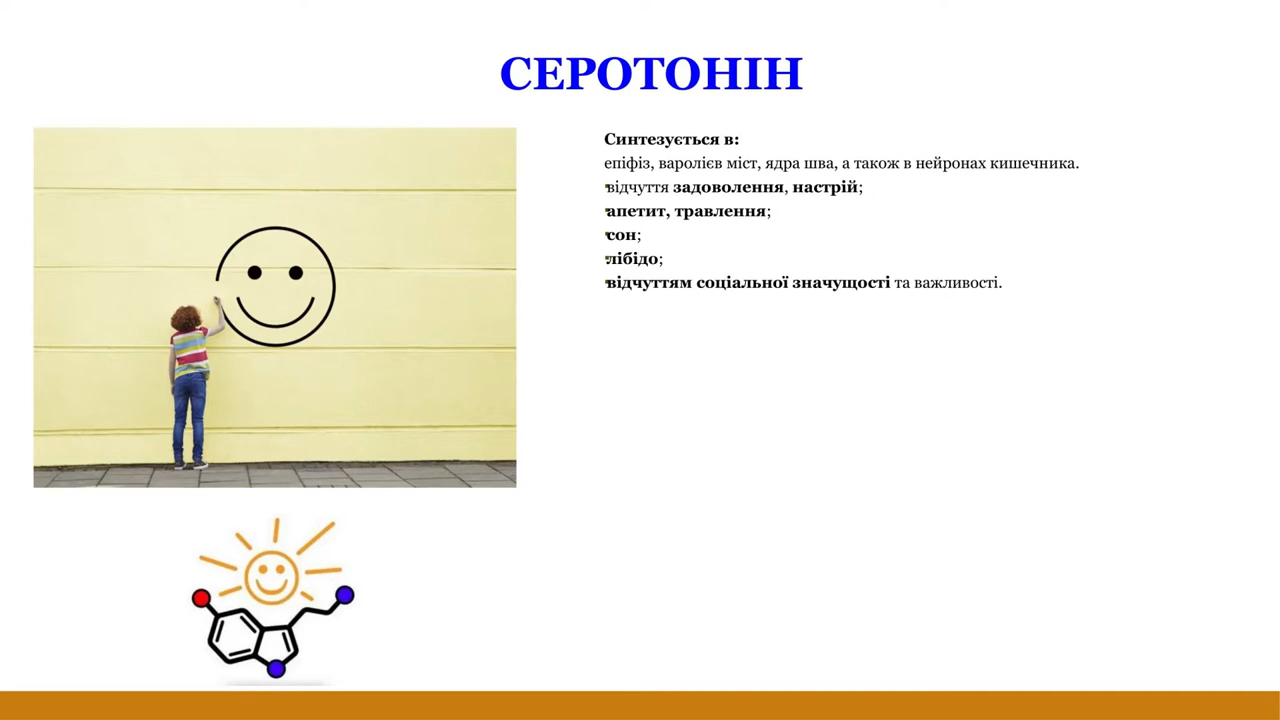 СЕРОТОНІН
Синтезується в:
епіфіз, варолієв міст, ядра шва, а також в нейронах кишечника.
відчуття задоволення, настрій;
апетит, травлення;
сон;
лібідо;
відчуттям соціальної значущості та важливості.